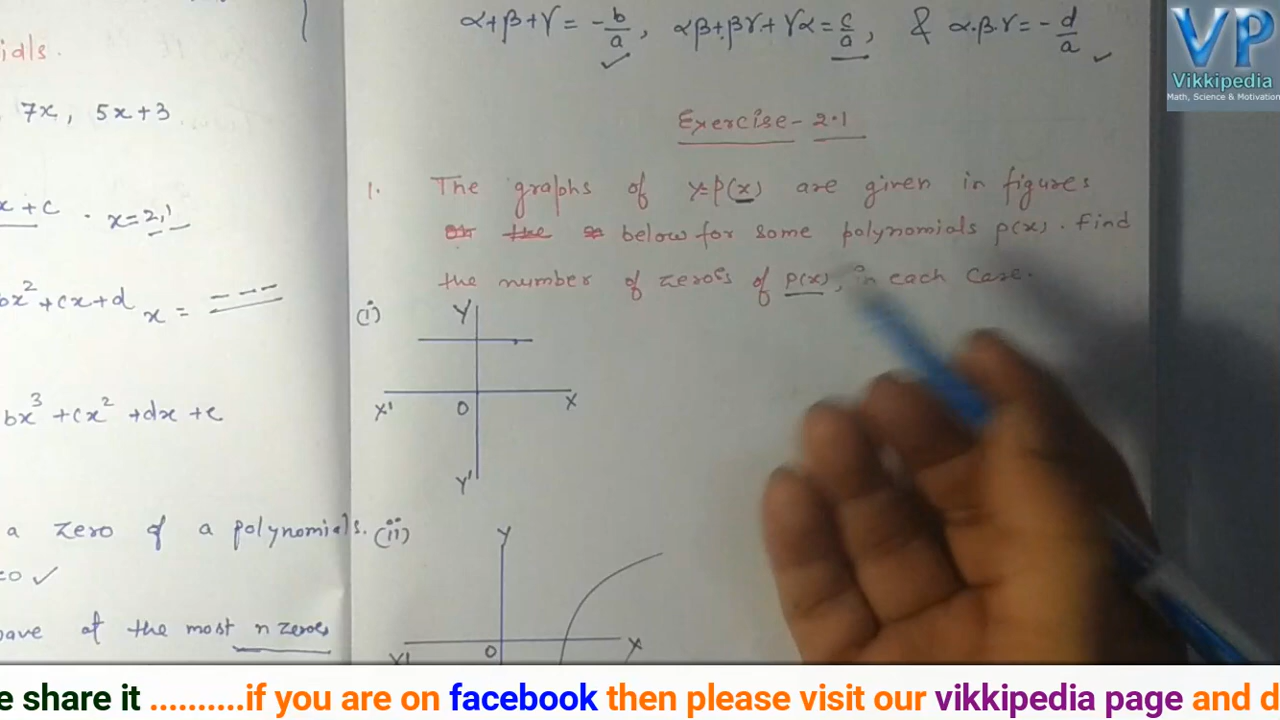 ials.
7x, 5x+3
x+c . x=2,1
bx²+cx+d x = ---
bx³+cx²+dx+e
a zero of a polynomials.
at the most n zeroes
α+β+γ = -b/a, αβ+βγ+γα = c/a, & α.β.γ = -d/a
Exercise-2.1
1. The graphs of y=p(x) are given in figures
below for some polynomials p(x). Find
the number of zeroes of p(x), in each case.
(i)
Y
X' O X
Y'
(ii)
Y
X' O X
VP
Vikkipedia
Math, Science & Motivation
e share it ..........if you are on facebook then please visit our vikkipedia page and d